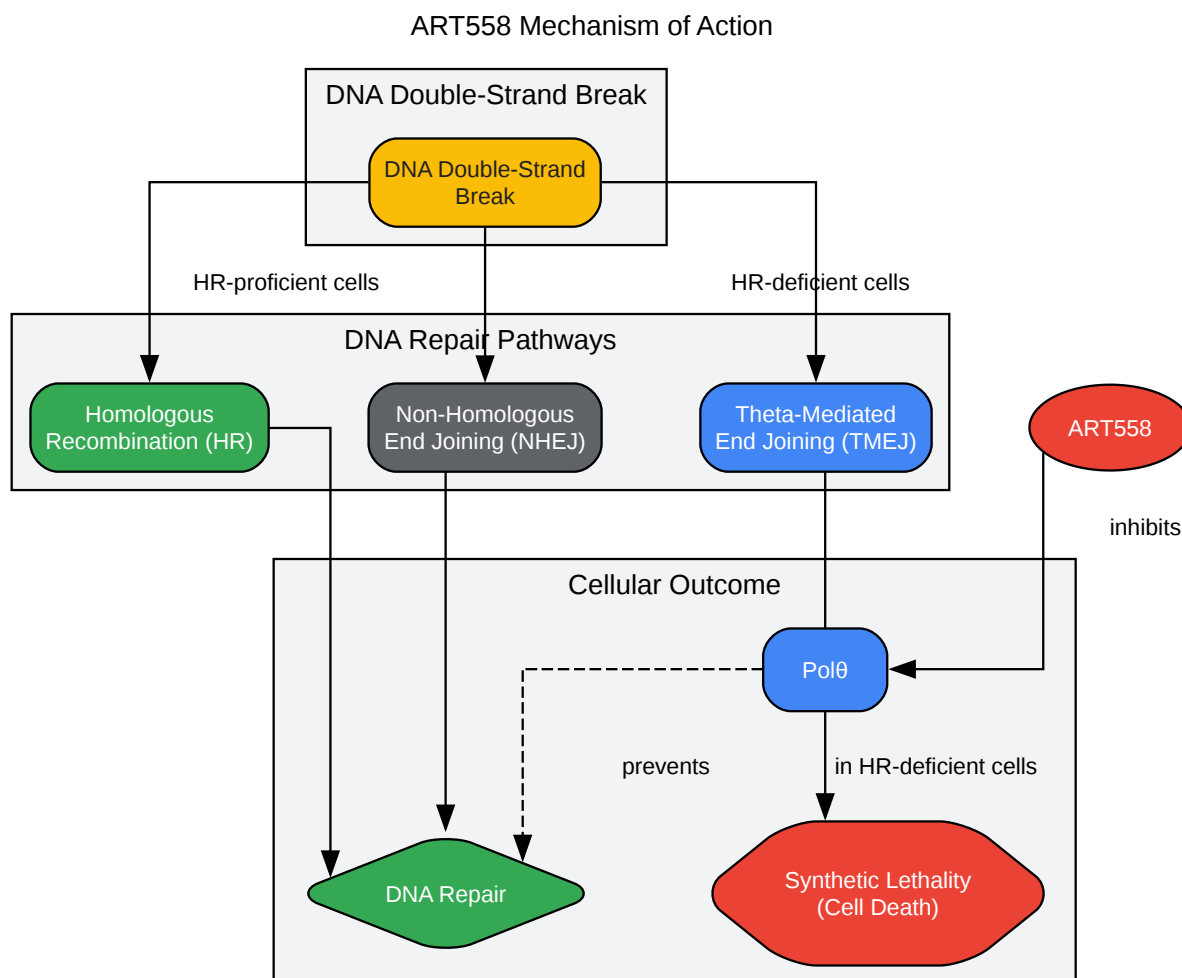 ART558 Mechanism of Action
DNA Double-Strand Break
DNA Double-Strand
Break
HR-proficient cells
HR-deficient cells
DNA Repair Pathways
Homologous
Recombination (HR)
Non-Homologous
End Joining (NHEJ)
Theta-Mediated
End Joining (TMEJ)
ART558
inhibits
Cellular Outcome
Polθ
prevents
in HR-deficient cells
DNA Repair
Synthetic Lethality
(Cell Death)